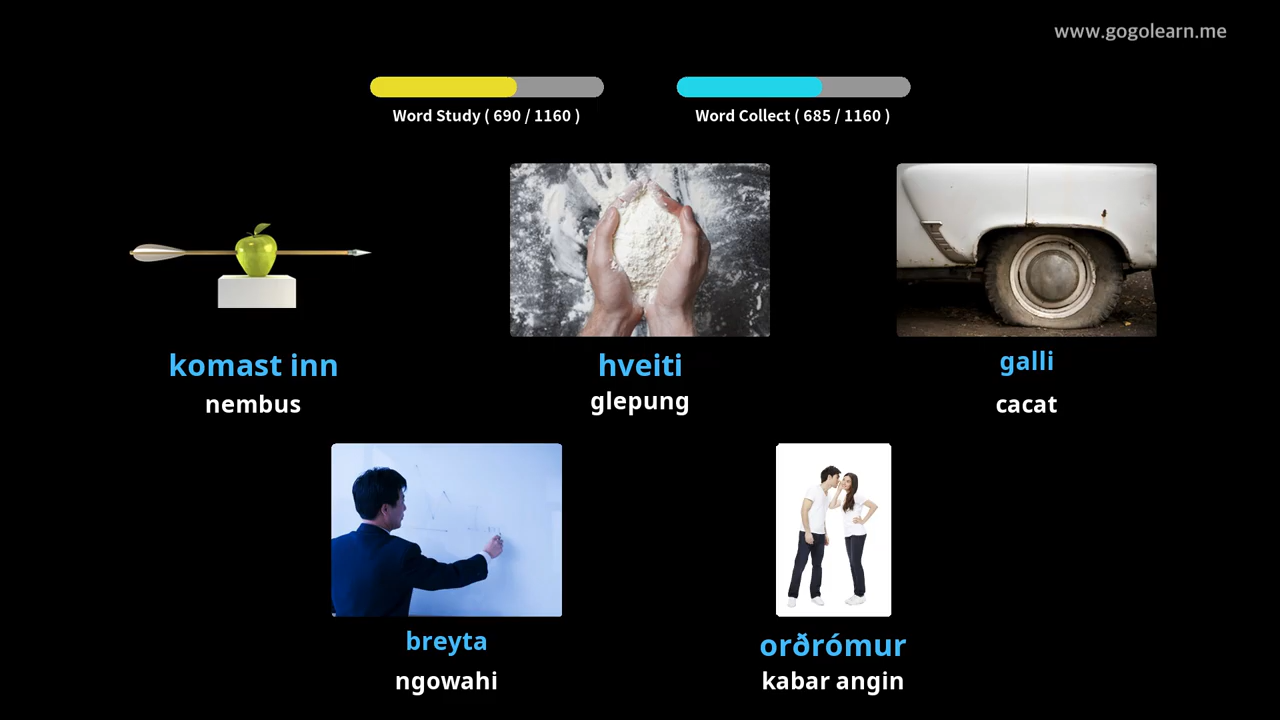 www.gogolearn.me
Word Study ( 690 / 1160 )
Word Collect ( 685 / 1160 )
komast inn
nembus
hveiti
glepung
galli
cacat
breyta
ngowahi
orðrómur
kabar angin